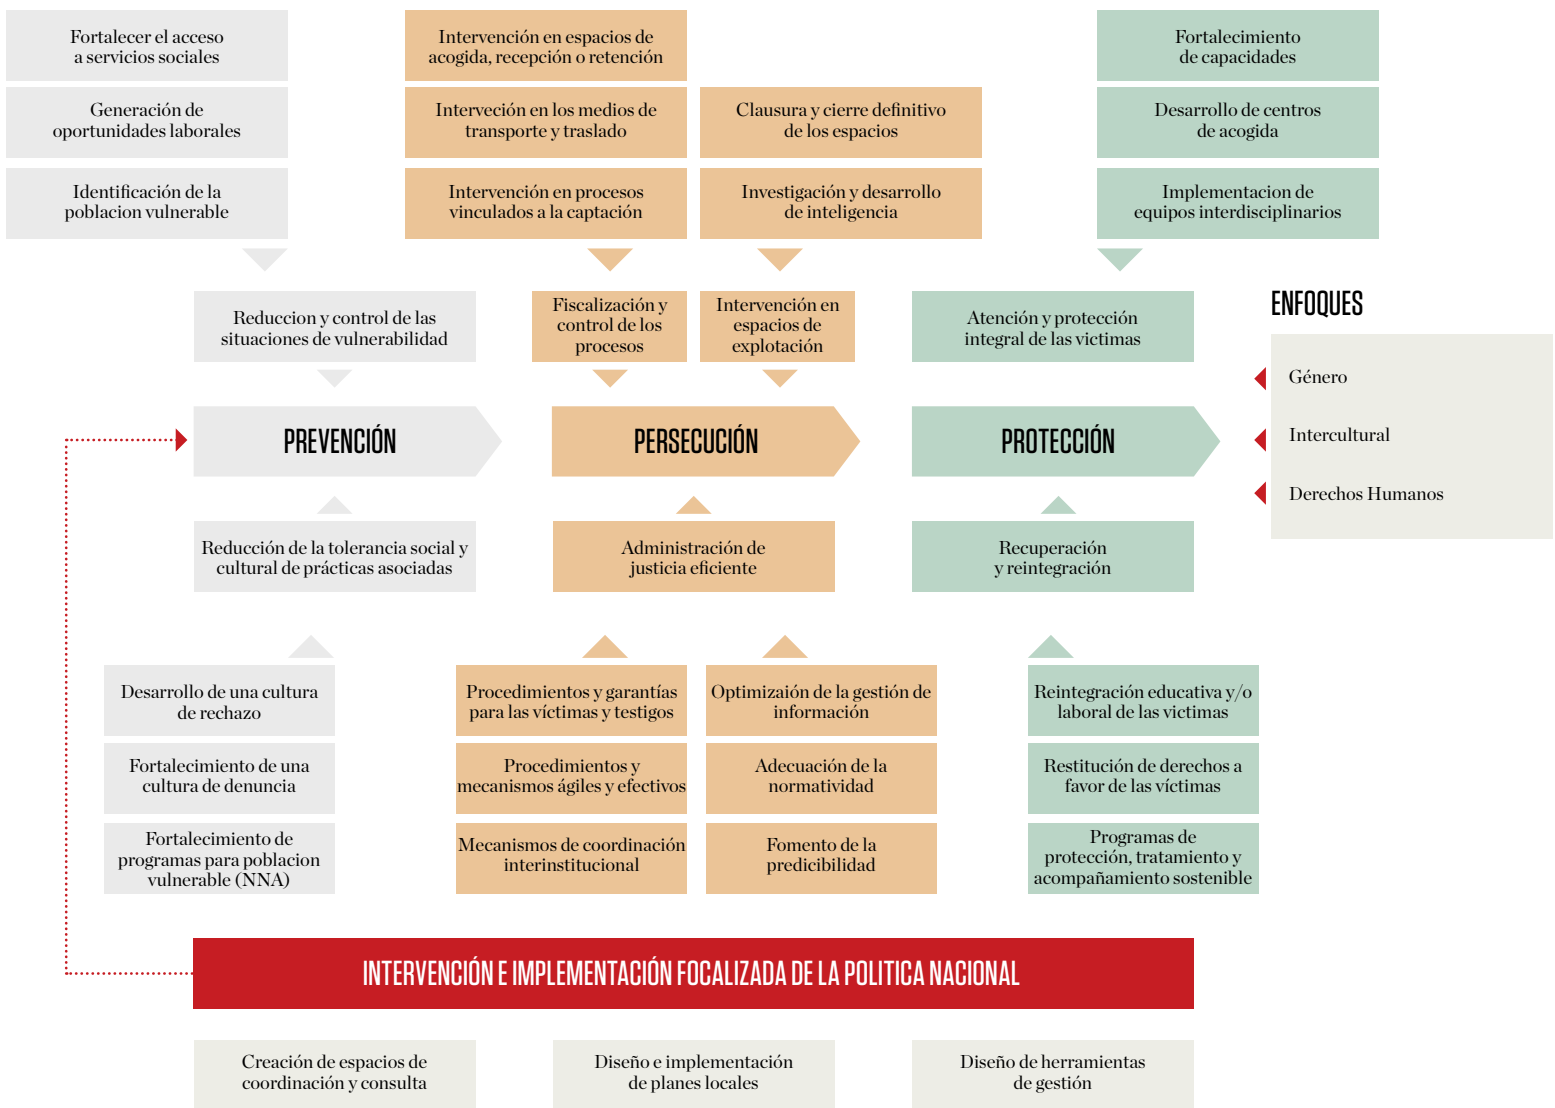 Fortalecer el acceso
a servicios sociales
Generación de
oportunidades laborales
Identificación de la
poblacion vulnerable
Intervención en espacios de
acogida, recepción o retención
Interveción en los medios de
transporte y traslado
Intervención en procesos
vinculados a la captación
Clausura y cierre definitivo
de los espacios
Investigación y desarrollo
de inteligencia
Fortalecimiento
de capacidades
Desarrollo de centros
de acogida
Implementacion de
equipos interdisciplinarios
Reduccion y control de las
situaciones de vulnerabilidad
Fiscalización y
control de los
procesos
Intervención en
espacios de
explotación
Atención y protección
integral de las victimas
ENFOQUES
Género
Intercultural
Derechos Humanos
PREVENCIÓN
PERSECUCIÓN
PROTECCIÓN
Reducción de la tolerancia social y
cultural de prácticas asociadas
Administración de
justicia eficiente
Recuperación
y reintegración
Desarrollo de una cultura
de rechazo
Fortalecimiento de una
cultura de denuncia
Fortalecimiento de
programas para poblacion
vulnerable (NNA)
Procedimientos y garantías
para las víctimas y testigos
Procedimientos y
mecanismos ágiles y efectivos
Mecanismos de coordinación
interinstitucional
Optimizaión de la gestión de
información
Adecuación de la
normatividad
Fomento de la
predicibilidad
Reintegración educativa y/o
laboral de las victimas
Restitución de derechos a
favor de las víctimas
Programas de
protección, tratamiento y
acompañamiento sostenible
INTERVENCIÓN E IMPLEMENTACIÓN FOCALIZADA DE LA POLITICA NACIONAL
Creación de espacios de
coordinación y consulta
Diseño e implementación
de planes locales
Diseño de herramientas
de gestión